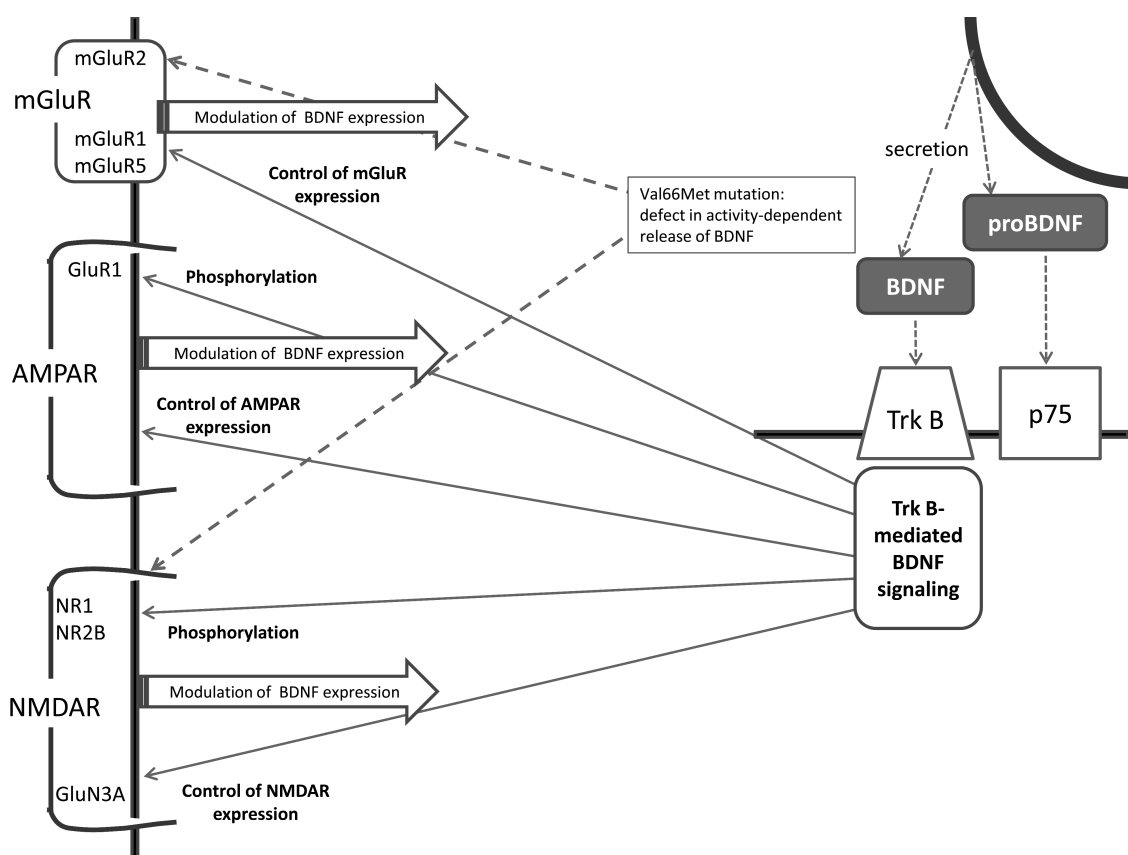 mGluR2
mGluR
mGluR1
mGluR5
Modulation of BDNF expression
Control of mGluR
expression
Val66Met mutation:
defect in activity-dependent
release of BDNF
secretion
proBDNF
BDNF
Trk B
p75
GluR1
Phosphorylation
AMPAR
Modulation of BDNF expression
Control of AMPAR
expression
Trk B-
mediated
BDNF
signaling
NR1
NR2B
Phosphorylation
NMDAR
Modulation of BDNF expression
GluN3A
Control of NMDAR
expression